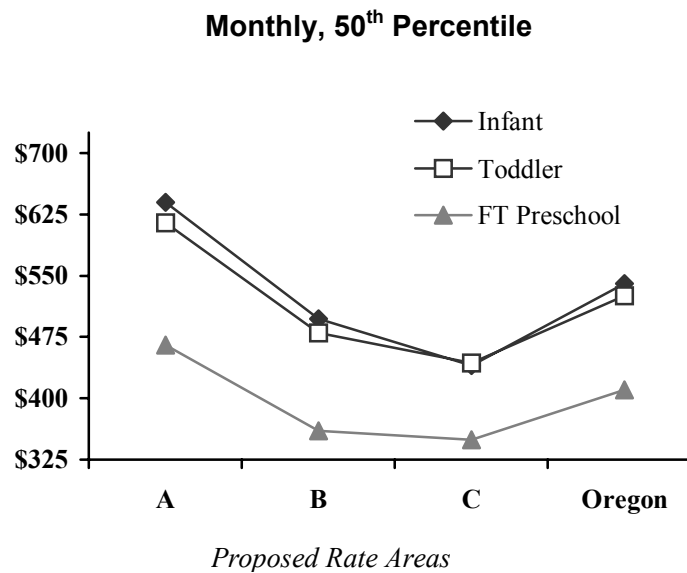 Monthly, 50th Percentile
Infant
Toddler
FT Preschool
$700
$625
$550
$475
$400
$325
A B C Oregon
Proposed Rate Areas